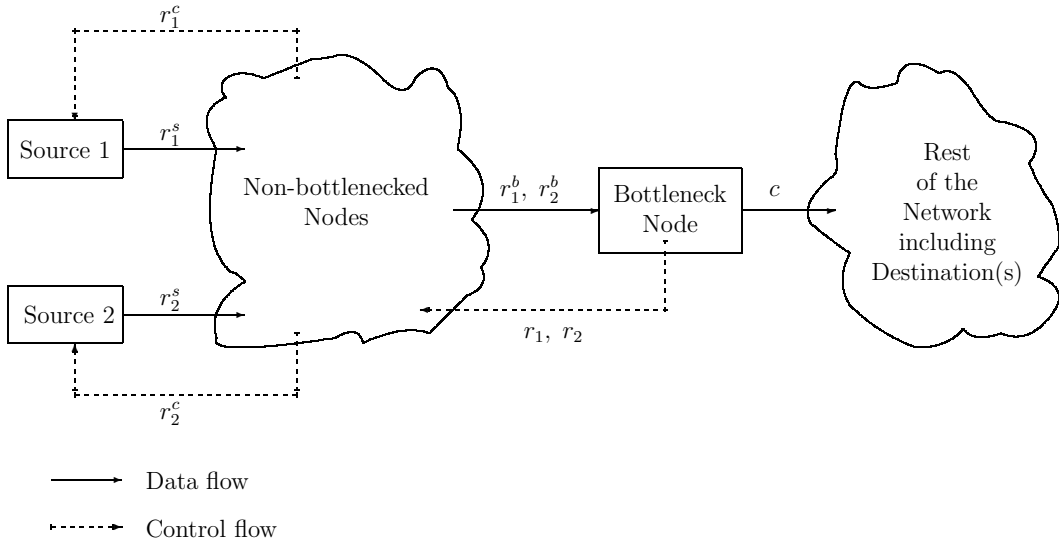 r_1^c
Source 1
r_1^s
Non-bottlenecked
Nodes
r_1^b, r_2^b
Bottleneck
Node
c
Rest
of the
Network
including
Destination(s)
Source 2
r_2^s
r_1, r_2
r_2^c
Data flow
Control flow